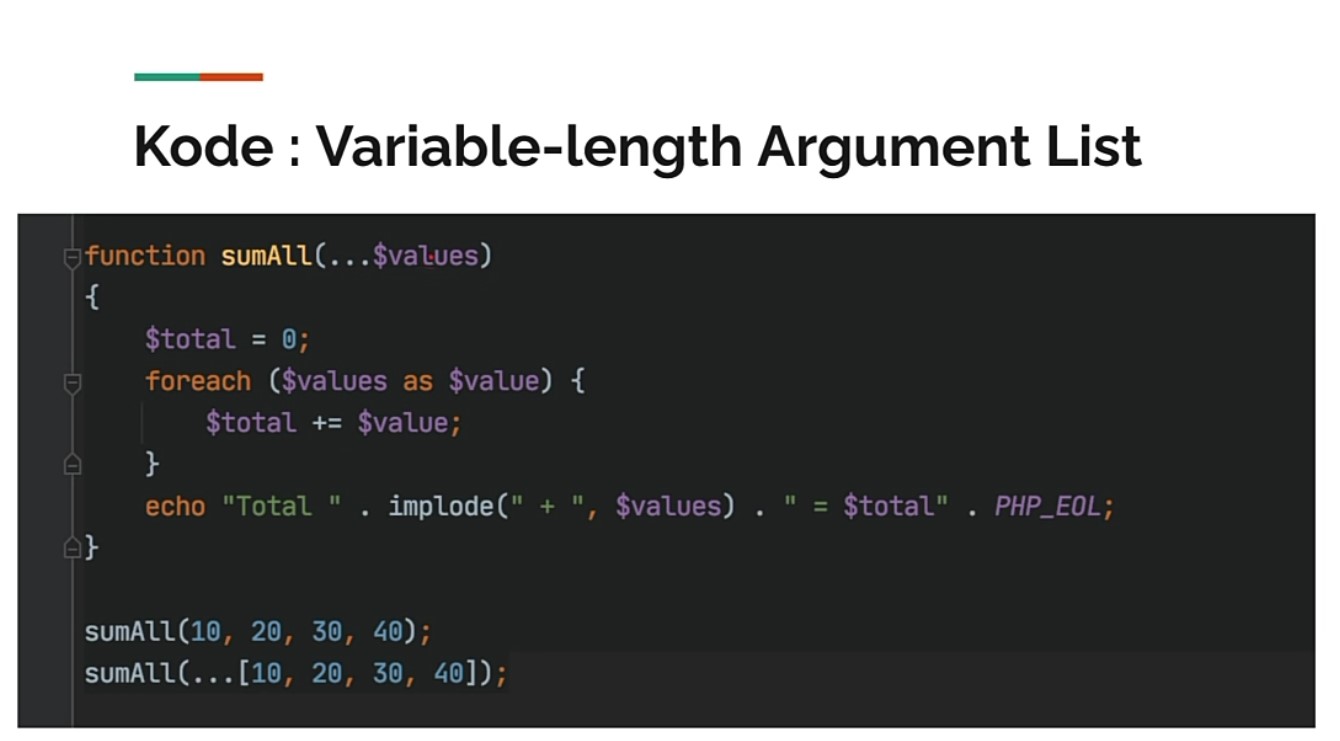 Kode : Variable-length Argument List
function sumAll(...$values)
{
    $total = 0;
    foreach ($values as $value) {
        $total += $value;
    }
    echo "Total " . implode(" + ", $values) . " = $total" . PHP_EOL;
}
sumAll(10, 20, 30, 40);
sumAll(...[10, 20, 30, 40]);